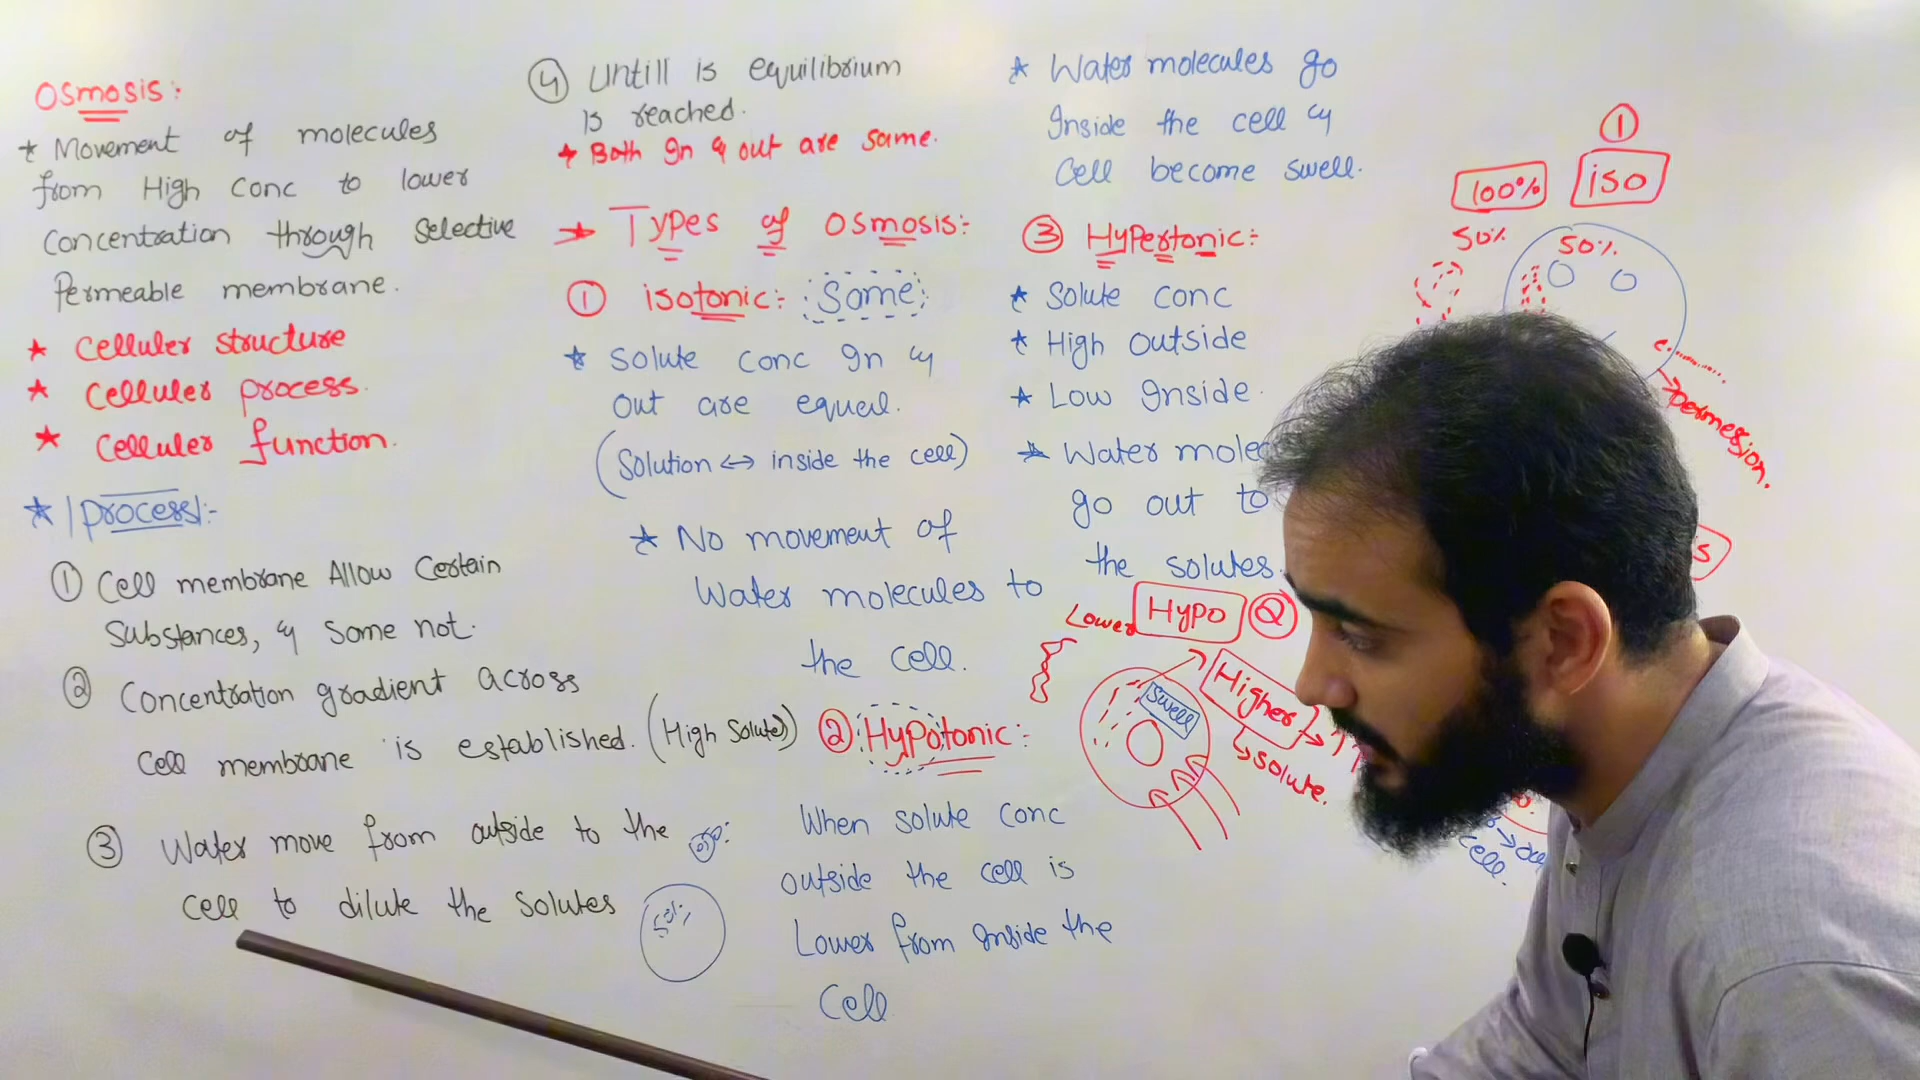 Osmosis:
* Movement of molecules
from High Conc to lower
Concentration through Selective
Permeable membrane.
* Celluler structure
* Celluler process.
* Celluler function.
* process:-
① Cell membrane Allow Certain
Substances, & Some not.
② Concentration gradient across
Cell membrane is established. (High Solute)
③ Water move from outside to the
Cell to dilute the Solutes
50%
④ Untill is equilibrium
is reached.
* Both In & out are same.
* Types of Osmosis:-
① isotonic:- Some
* Solute Conc In &
Out are equal.
(Solution ↔ inside the cell)
* No movement of
Water molecules to
the cell.
② Hypotonic:-
When solute conc
outside the cell is
Lower from Inside the
Cell
* Water molecules go
Inside the cell &
Cell become swell.
③ Hypertonic:-
* Solute conc
* High outside
* Low Inside.
* Water
go out to
the solutes.
Lower Hypo ②
Swell
Higher
↳ Solute.
①
100% iso
50% 50%
permession.
Cell.